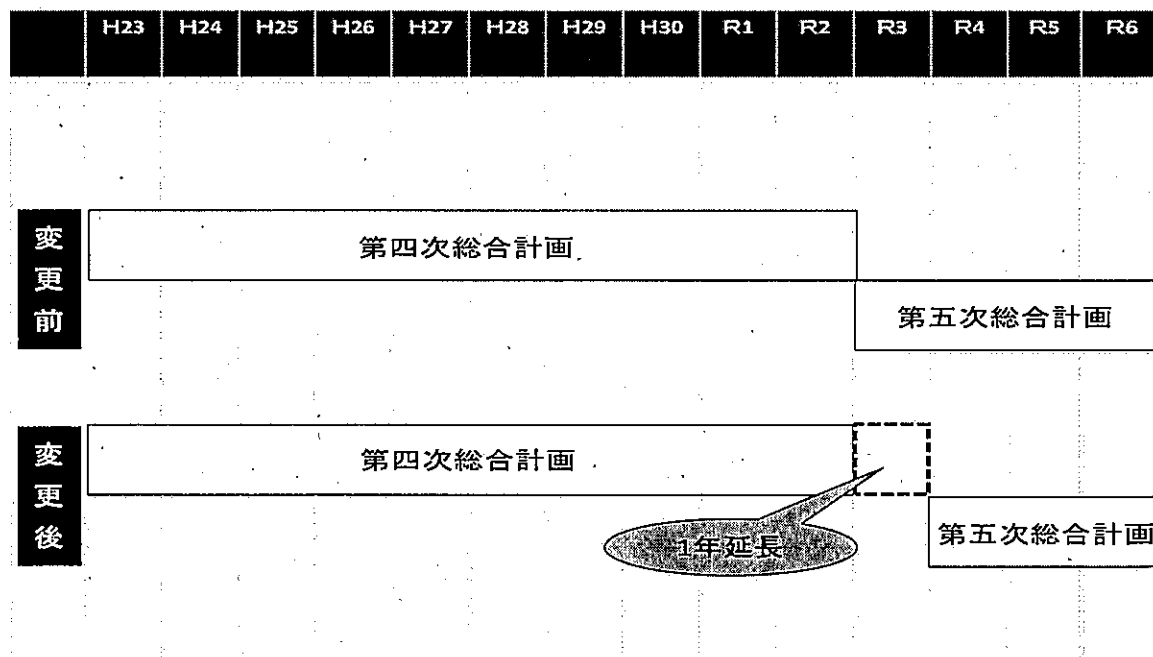 H23 H24 H25 H26 H27 H28 H29 H30 R1 R2 R3 R4 R5 R6
変更前
第四次総合計画
第五次総合計画
変更後
第四次総合計画
1年延長
第五次総合計画